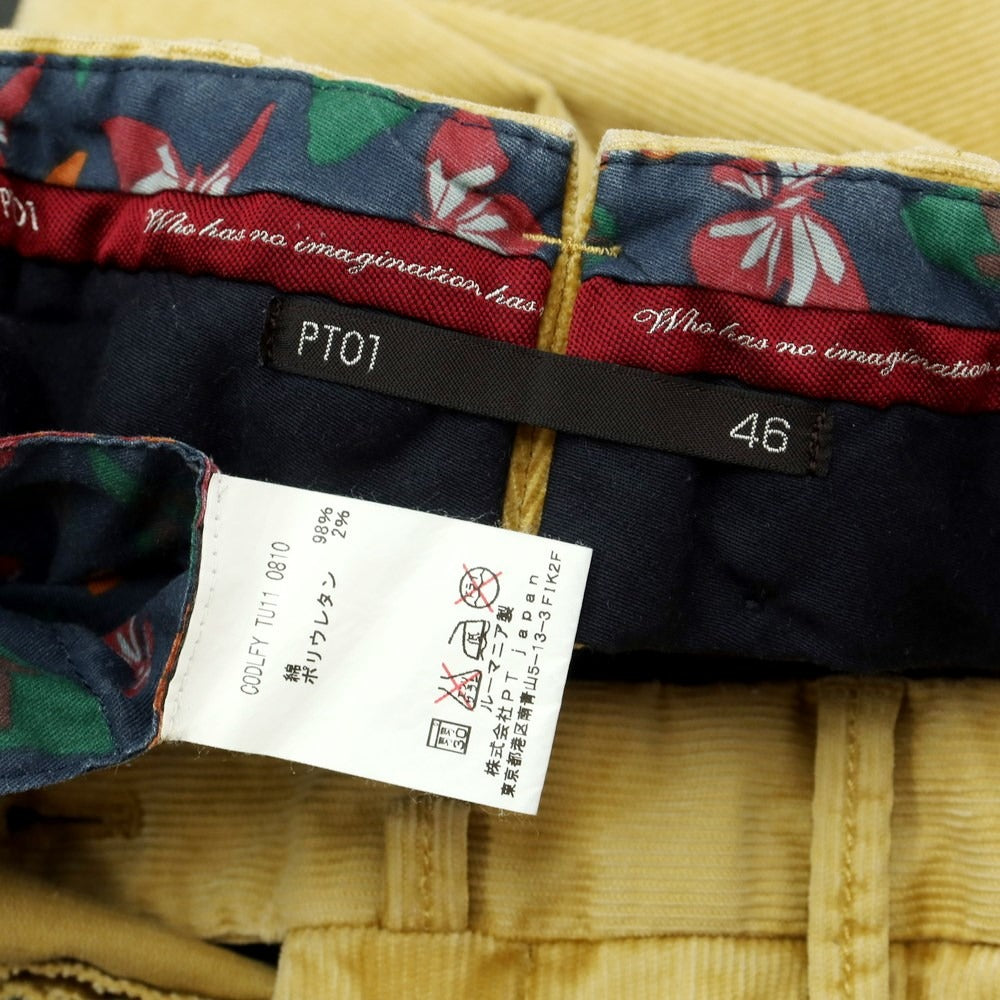 PT01
Who has no imagination has
Who has no imagination
PT01
46
CODLFY TU11 0810
綿 98%
ポリウレタン 2%
ルーマニア製
株式会社PT japan
東京都港区南青山5-13-3FIK2F